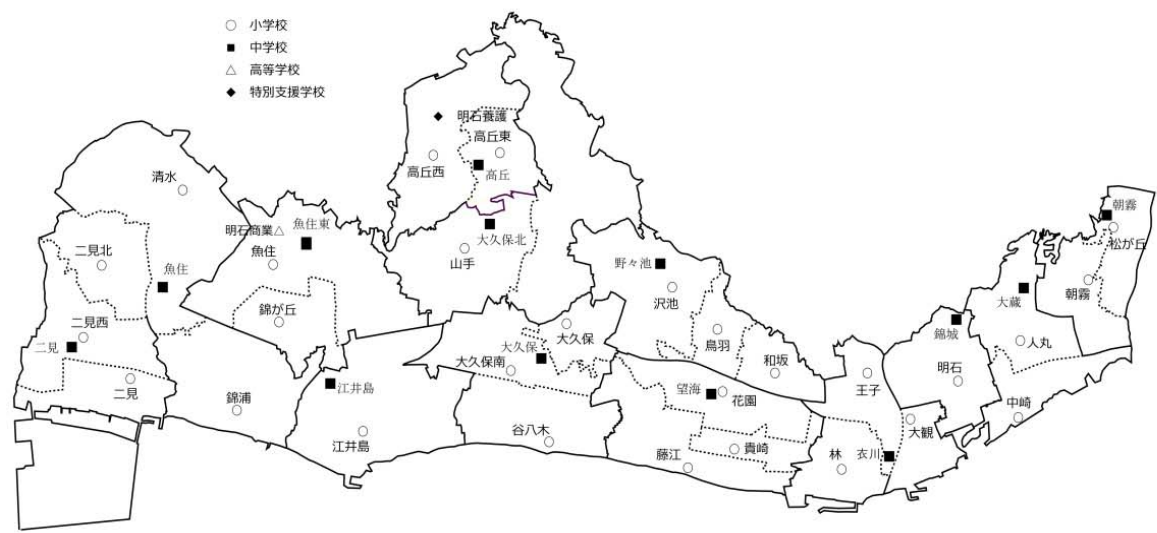 小学校
中学校
高等学校
特別支援学校
明石養護
高丘東
高丘西
高丘
清水
明石商業
魚住東
魚住
大久保北
山手
二見北
魚住
錦が丘
二見西
二見
二見
錦浦
江井島
江井島
大久保南
大久保
大久保
谷八木
野々池
沢池
鳥羽
和坂
望海
花園
貴崎
藤江
王子
林
衣川
大観
明石
錦城
大蔵
人丸
中崎
朝霧
松が丘
朝霧